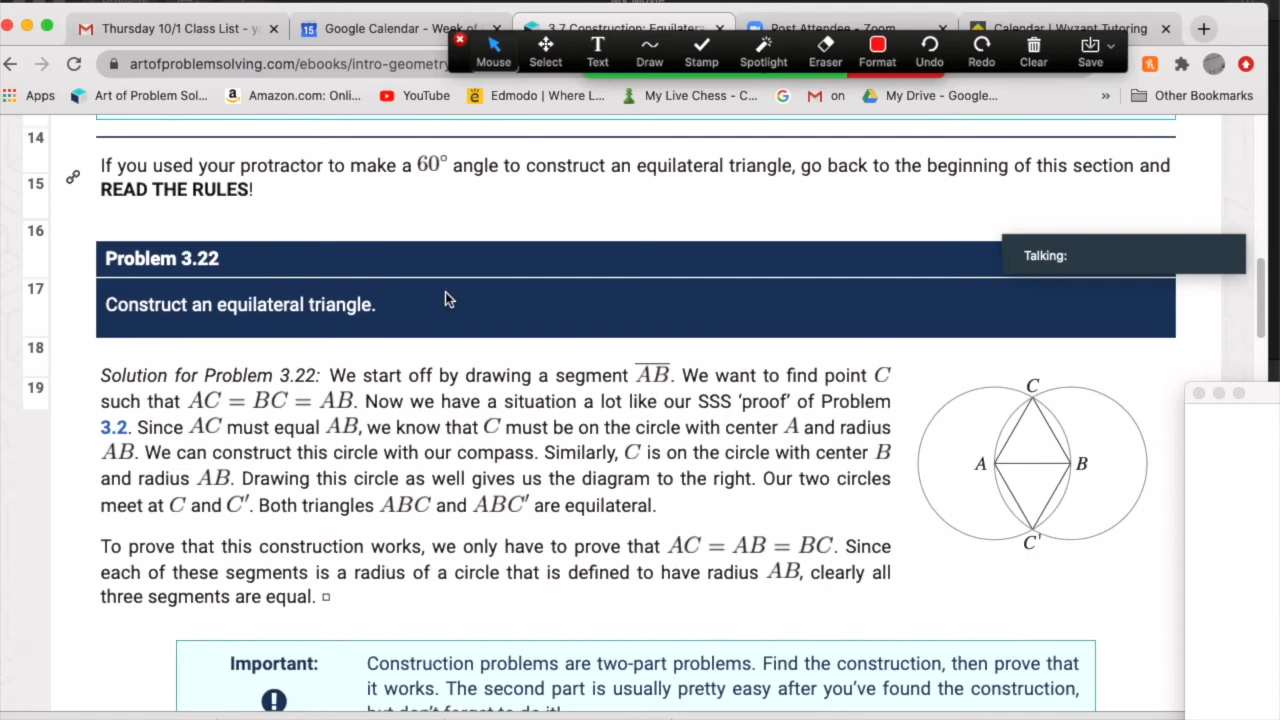 Thursday 10/1 Class List - y
Google Calendar - Week of
3.7 Construction: Equilatera
Post Attendee - Zoom
Calendar | Wyzant Tutoring
artofproblemsolving.com/ebooks/intro-geometry
Mouse
Select
Text
Draw
Stamp
Spotlight
Eraser
Format
Undo
Redo
Clear
Save
Apps
Art of Problem Sol...
Amazon.com: Onli...
YouTube
Edmodo | Where L...
My Live Chess - C...
on
My Drive - Google...
»
Other Bookmarks
14
15
16
17
18
19
If you used your protractor to make a 60° angle to construct an equilateral triangle, go back to the beginning of this section and
READ THE RULES!
Problem 3.22
Talking:
Construct an equilateral triangle.
Solution for Problem 3.22: We start off by drawing a segment A̅B̅. We want to find point C
such that AC = BC = AB. Now we have a situation a lot like our SSS 'proof' of Problem
3.2. Since AC must equal AB, we know that C must be on the circle with center A and radius
AB. We can construct this circle with our compass. Similarly, C is on the circle with center B
and radius AB. Drawing this circle as well gives us the diagram to the right. Our two circles
meet at C and C′. Both triangles ABC and ABC′ are equilateral.
C
A
B
C'
To prove that this construction works, we only have to prove that AC = AB = BC. Since
each of these segments is a radius of a circle that is defined to have radius AB, clearly all
three segments are equal. □
Important:
Construction problems are two-part problems. Find the construction, then prove that
it works. The second part is usually pretty easy after you've found the construction,
but don't forget to do it!